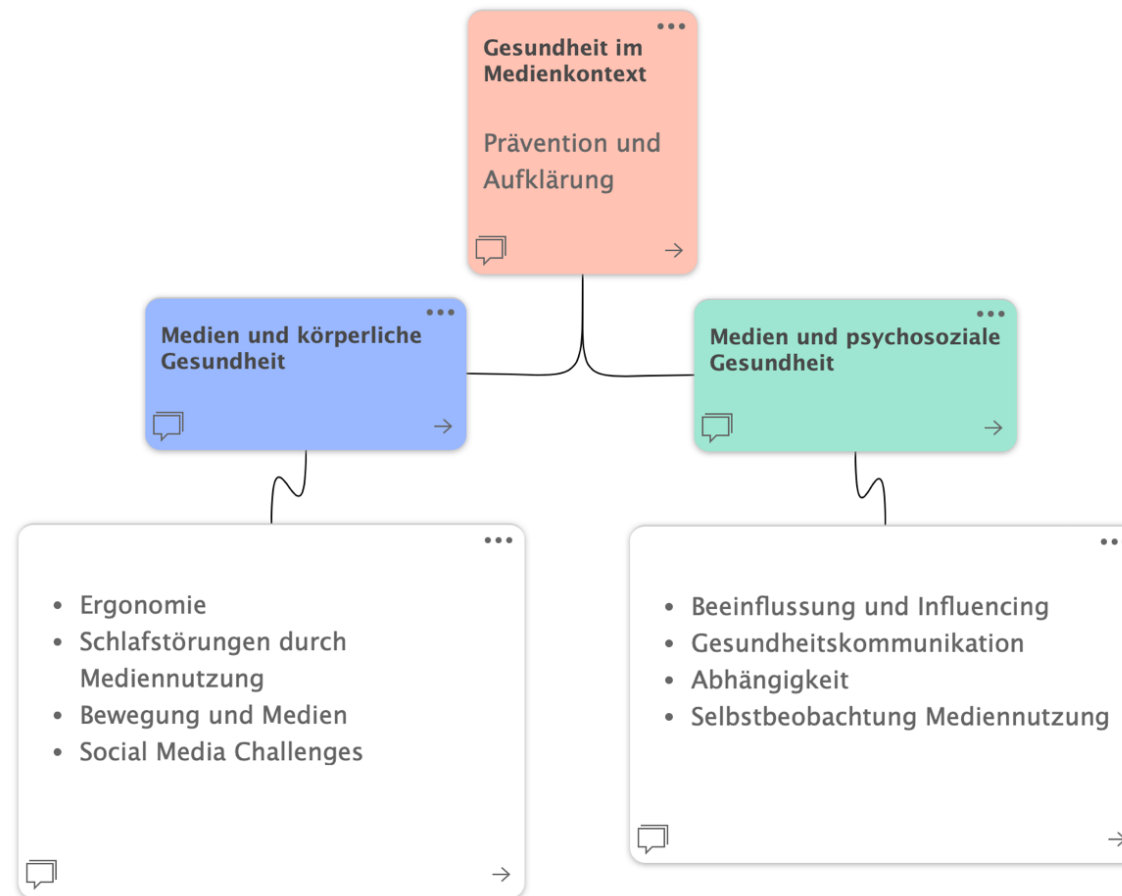 Gesundheit im
Medienkontext
Prävention und
Aufklärung
Medien und körperliche
Gesundheit
Medien und psychosoziale
Gesundheit
• Ergonomie
• Schlafstörungen durch
Mediennutzung
• Bewegung und Medien
• Social Media Challenges
• Beeinflussung und Influencing
• Gesundheitskommunikation
• Abhängigkeit
• Selbstbeobachtung Mediennutzung